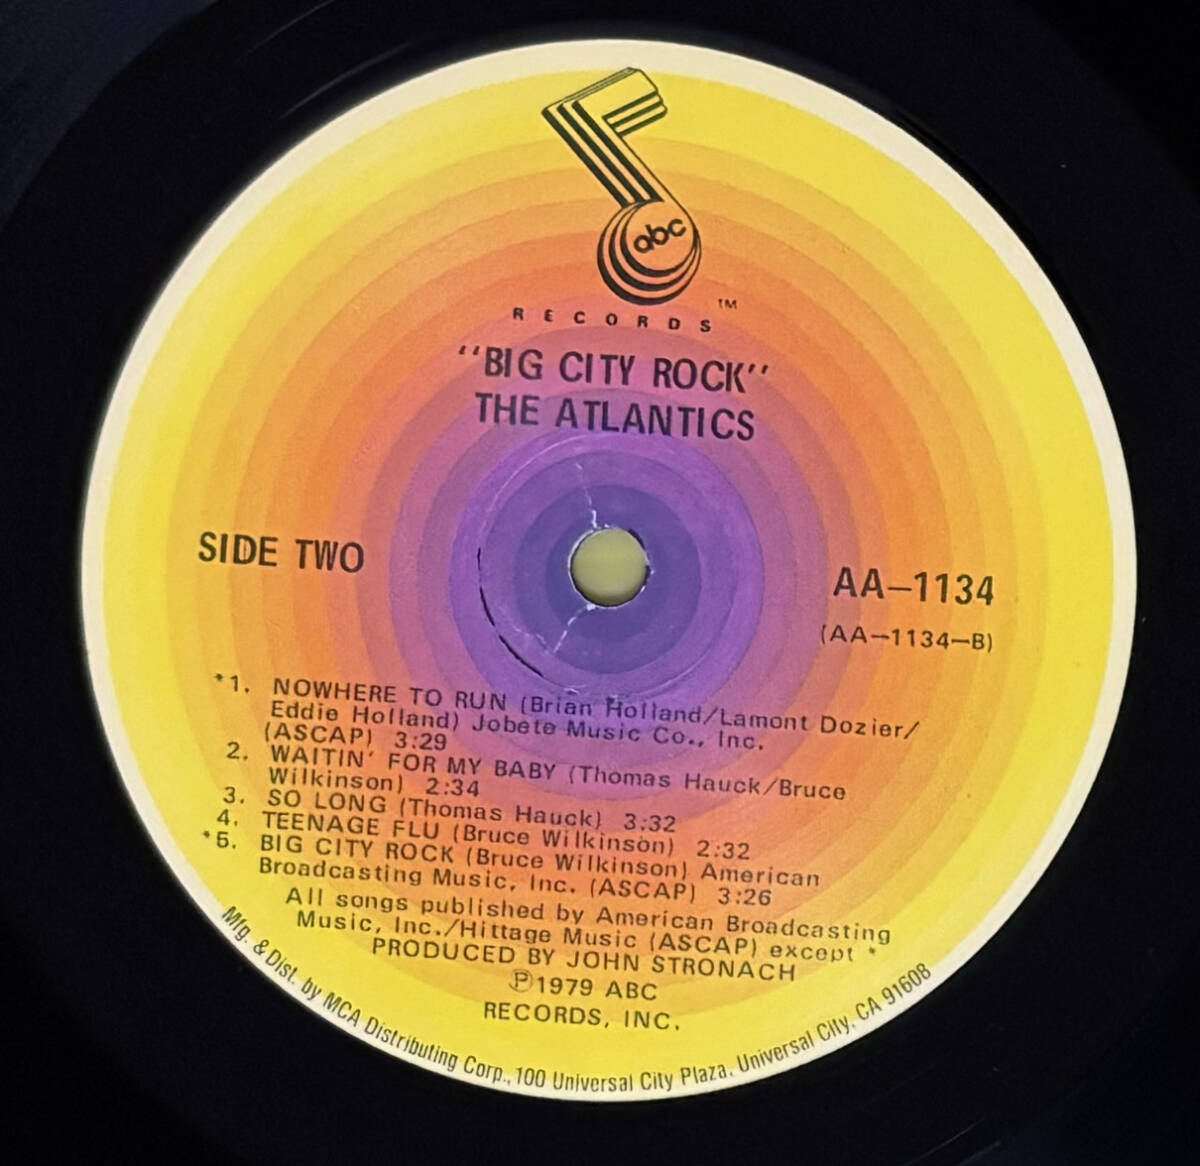 abc
TM
RECORDS
"BIG CITY ROCK"
THE ATLANTICS
SIDE TWO
AA-1134
(AA-1134-B)
*1. NOWHERE TO RUN (Brian Holland/Lamont Dozier/
Eddie Holland) Jobete Music Co., Inc.
(ASCAP) 3:29
2. WAITIN' FOR MY BABY (Thomas Hauck/Bruce
Wilkinson) 2:34
3. SO LONG (Thomas Hauck) 3:32
4. TEENAGE FLU (Bruce Wilkinson) 2:32
*5. BIG CITY ROCK (Bruce Wilkinson) American
Broadcasting Music, Inc. (ASCAP) 3:26
All songs published by American Broadcasting
Music, Inc./Hittage Music (ASCAP) except *
PRODUCED BY JOHN STRONACH
Ⓟ1979 ABC
RECORDS, INC.
Mfg. & Dist. by MCA Distributing Corp., 100 Universal City Plaza, Universal City, CA 91608